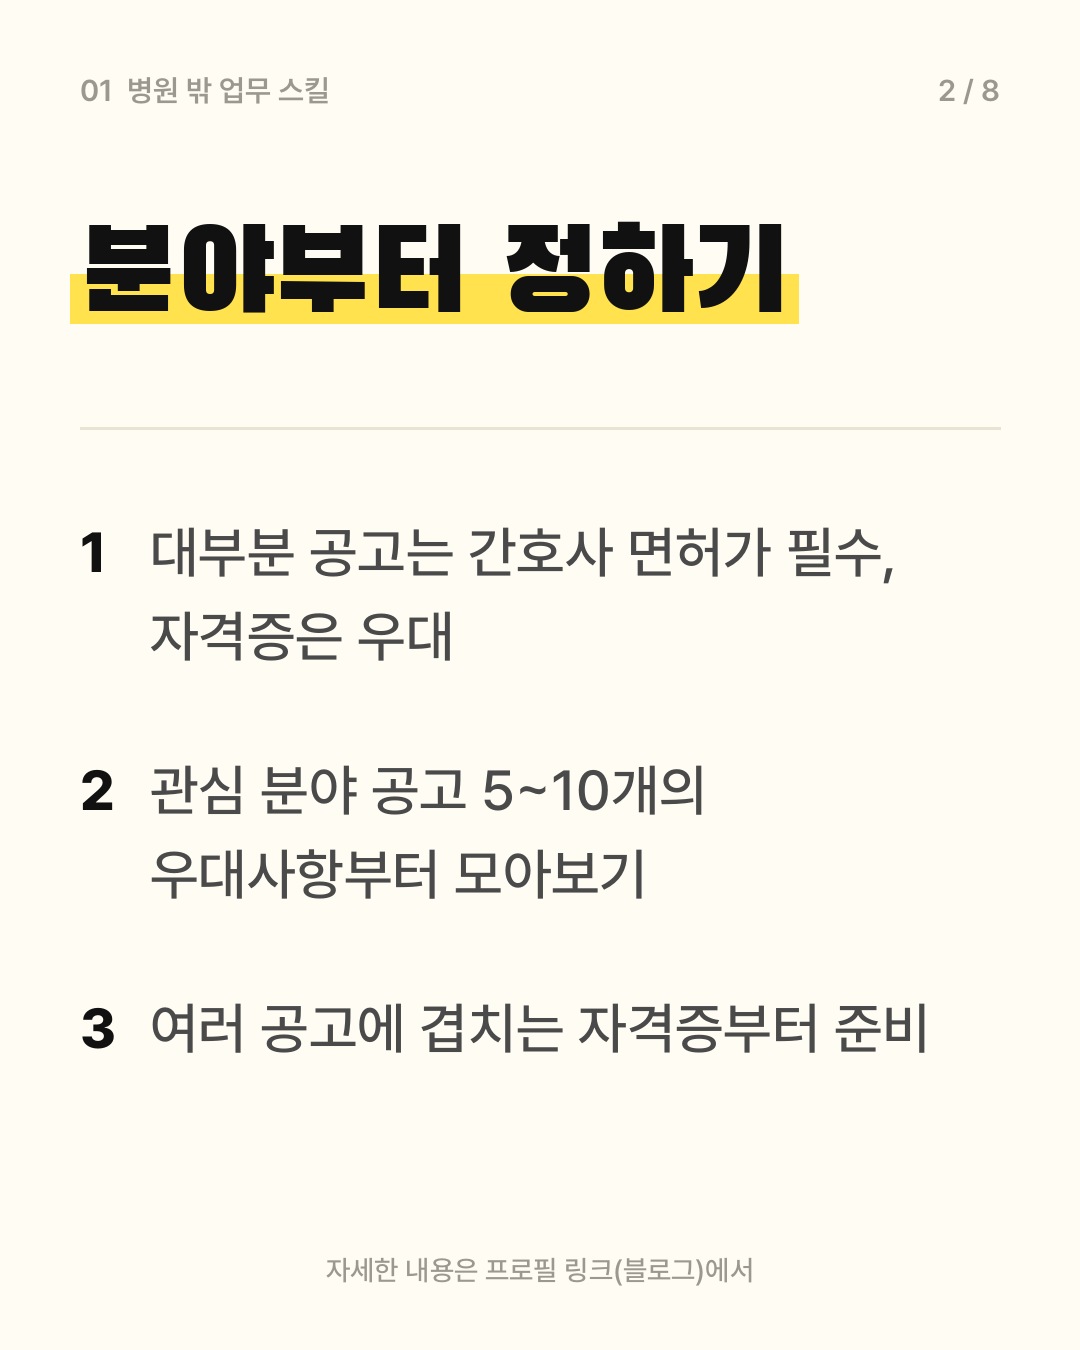 01 병원 밖 업무 스킬
2 / 8
분야부터 정하기
1 대부분 공고는 간호사 면허가 필수,
자격증은 우대
2 관심 분야 공고 5~10개의
우대사항부터 모아보기
3 여러 공고에 겹치는 자격증부터 준비
자세한 내용은 프로필 링크(블로그)에서